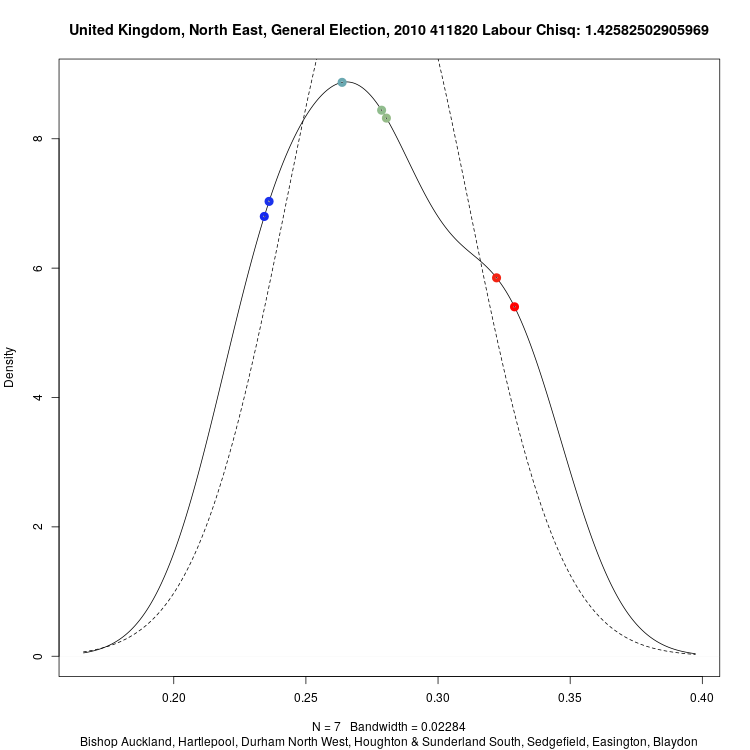 United Kingdom, North East, General Election, 2010 411820 Labour Chisq: 1.42582502905969
Density
8
6
4
2
0
0.20 0.25 0.30 0.35 0.40
N = 7 Bandwidth = 0.02284
Bishop Auckland, Hartlepool, Durham North West, Houghton & Sunderland South, Sedgefield, Easington, Blaydon